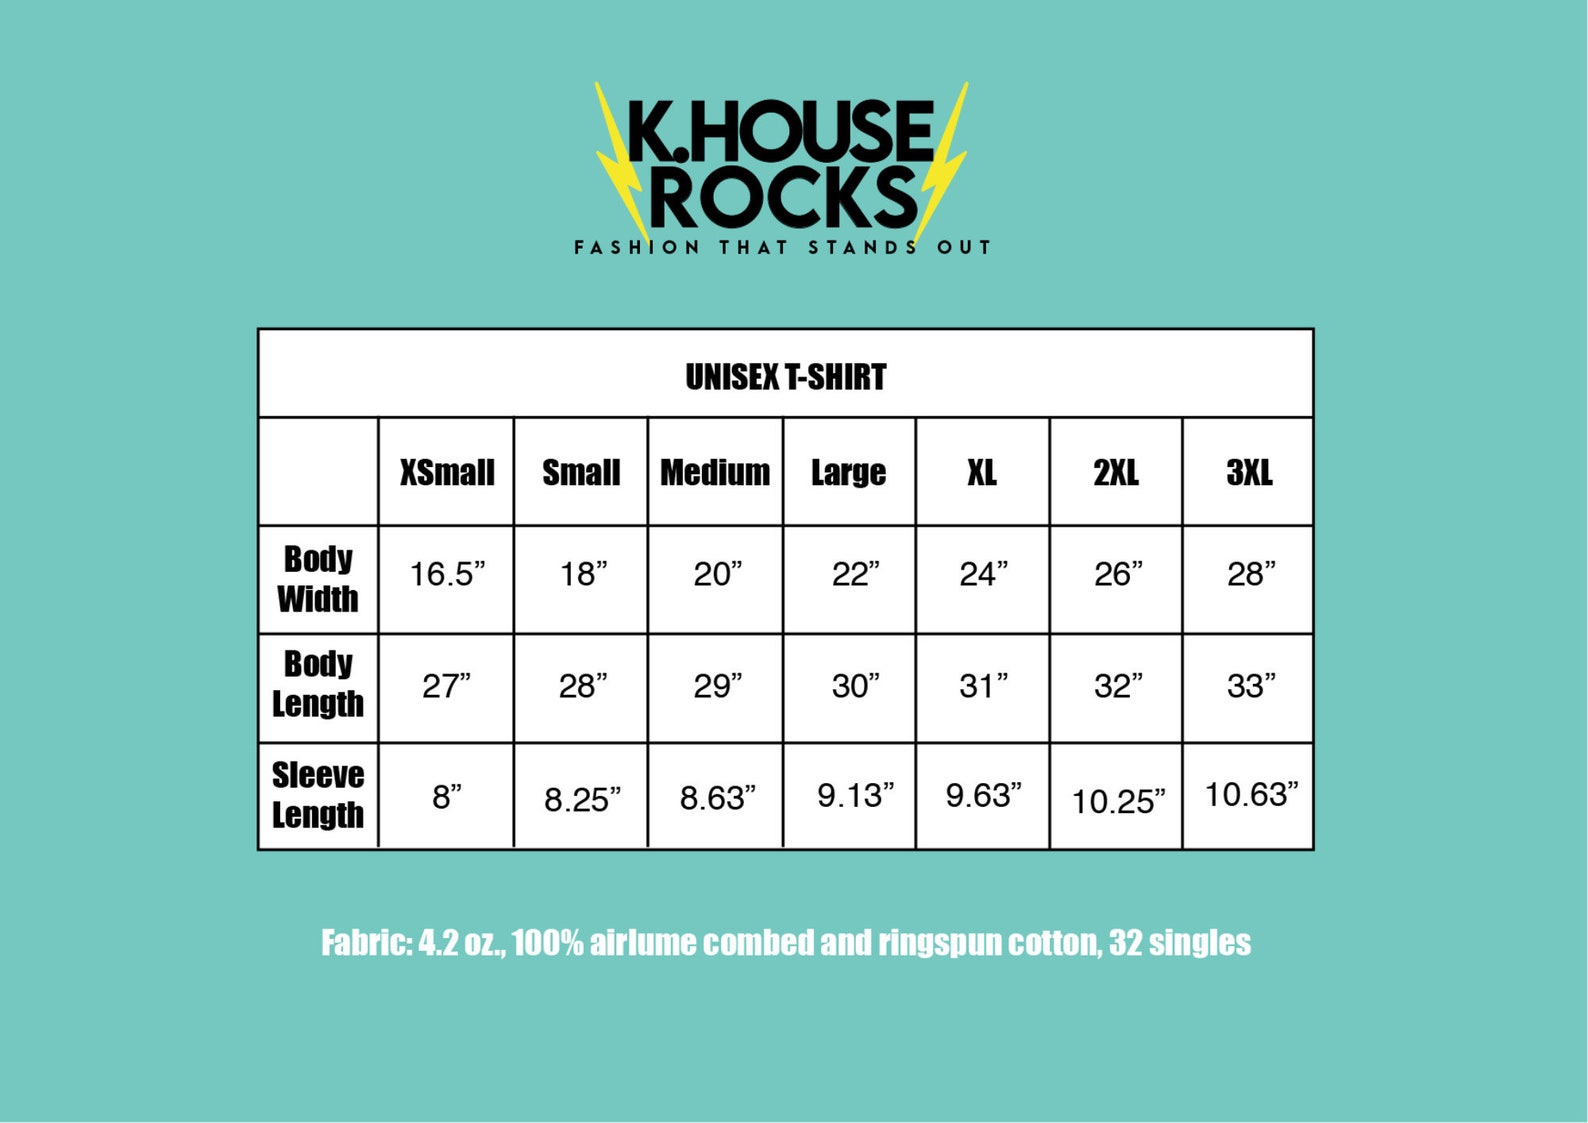 K.HOUSE
ROCKS
FASHION THAT STANDS OUT
UNISEX T-SHIRT
XSmall Small Medium Large XL 2XL 3XL
Body
Width
16.5” 18” 20” 22” 24” 26” 28”
Body
Length
27” 28” 29” 30” 31” 32” 33”
Sleeve
Length
8” 8.25” 8.63” 9.13” 9.63” 10.25” 10.63”
Fabric: 4.2 oz., 100% airlume combed and ringspun cotton, 32 singles